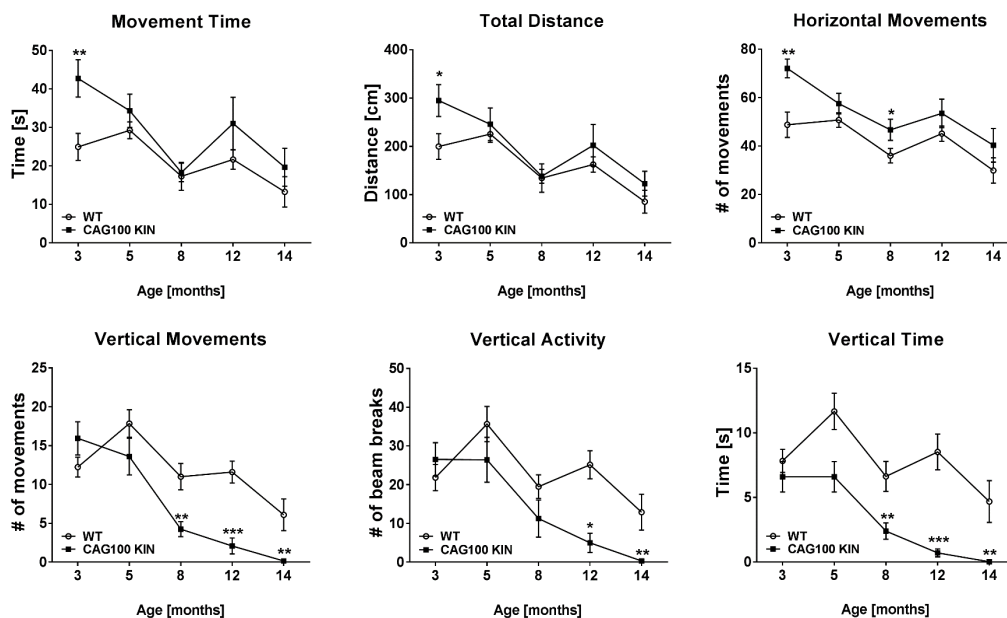 Movement Time
Total Distance
Horizontal Movements
Time [s]
50
40
30
20
10
0
**
WT
CAG100 KIN
3 5 8 12 14
Age [months]
Distance [cm]
400
300
200
100
0
*
WT
CAG100 KIN
3 5 8 12 14
Age [months]
# of movements
80
60
40
20
0
**
*
WT
CAG100 KIN
3 5 8 12 14
Age [months]
Vertical Movements
Vertical Activity
Vertical Time
# of movements
25
20
15
10
5
0
** *** **
WT
CAG100 KIN
3 5 8 12 14
Age [months]
# of beam breaks
50
40
30
20
10
0
* **
WT
CAG100 KIN
3 5 8 12 14
Age [months]
Time [s]
15
10
5
0
** *** **
WT
CAG100 KIN
3 5 8 12 14
Age [months]